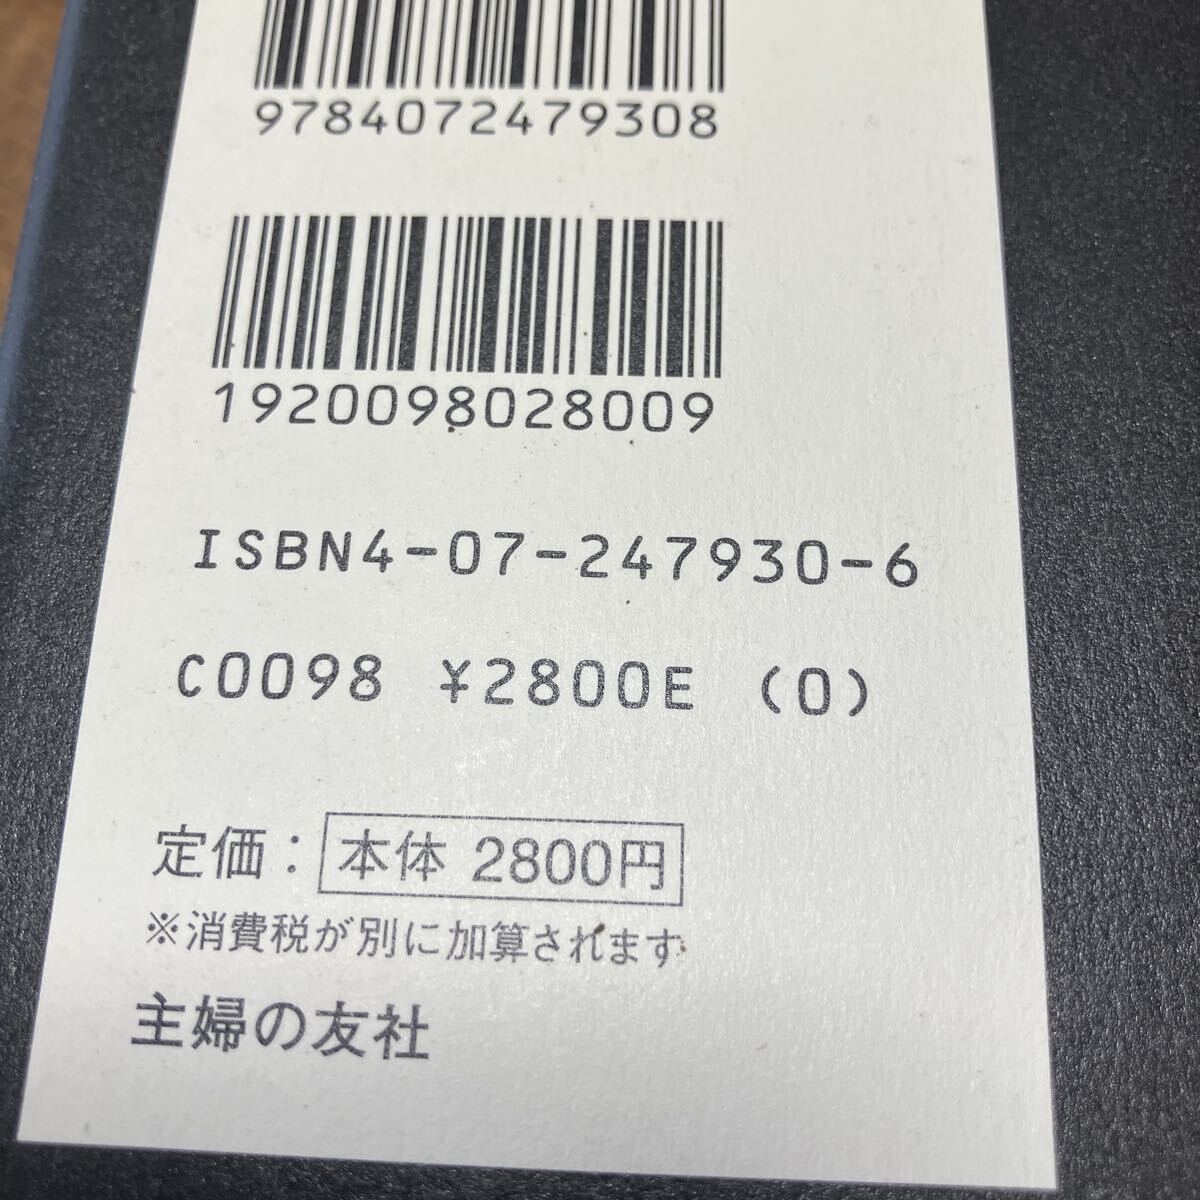 9784072479308
1920098028009
ISBN4-07-247930-6
C0098 ¥2800E (0)
定価：本体 2800円
※消費税が別に加算されます
主婦の友社